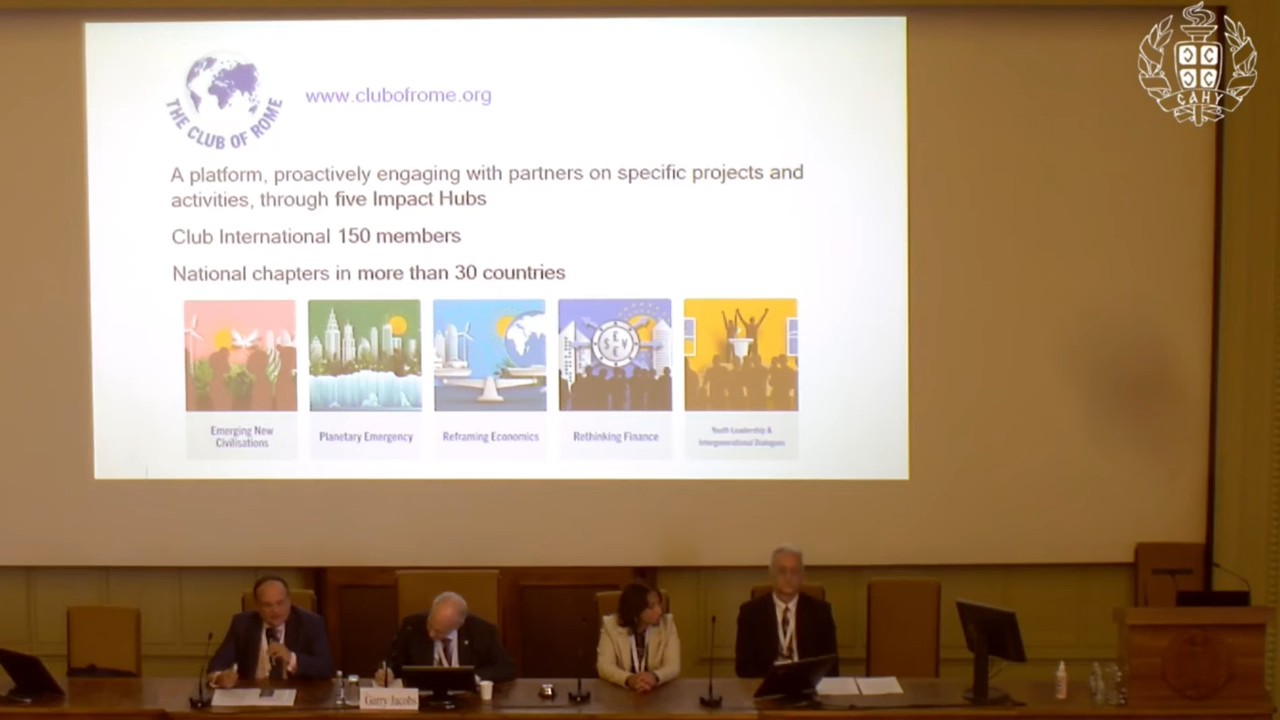 THE CLUB OF ROME
www.clubofrome.org
A platform, proactively engaging with partners on specific projects and
activities, through five Impact Hubs
Club International 150 members
National chapters in more than 30 countries
SEVE
Emerging New
Civilisations
Planetary Emergency
Reframing Economics
Rethinking Finance
Youth Leadership &
Intergenerational Dialogues
САНУ
Garry Jacobs